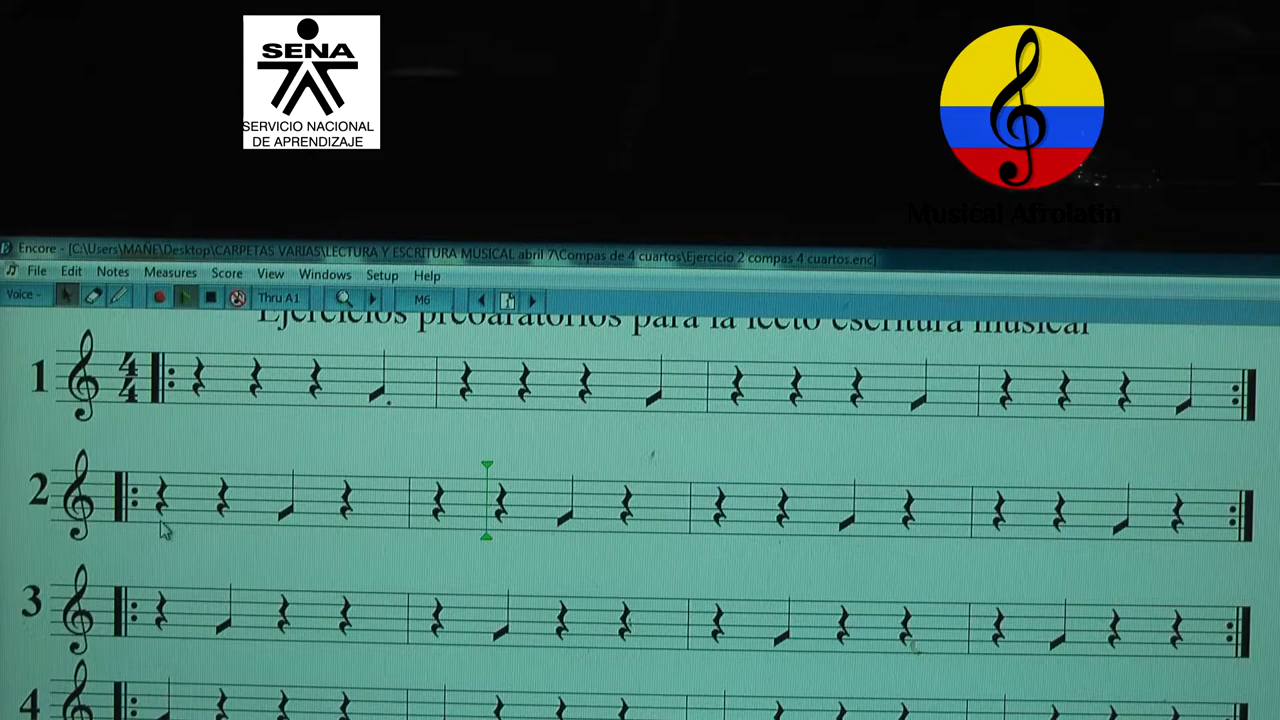 SENA
SERVICIO NACIONAL
DE APRENDIZAJE
Musical Afrolatin
Encore - [C:\Users\MAÑE\Desktop\CARPETAS VARIAS\LECTURA Y ESCRITURA MUSICAL abril 7\Compas de 4 cuartos\Ejercicio 2 compas 4 cuartos.enc]
File Edit Notes Measures Score View Windows Setup Help
Voice - Thru A1 M6
Ejercicios preparatorios para la lecto escritura musical
1 4 4
2
3
4